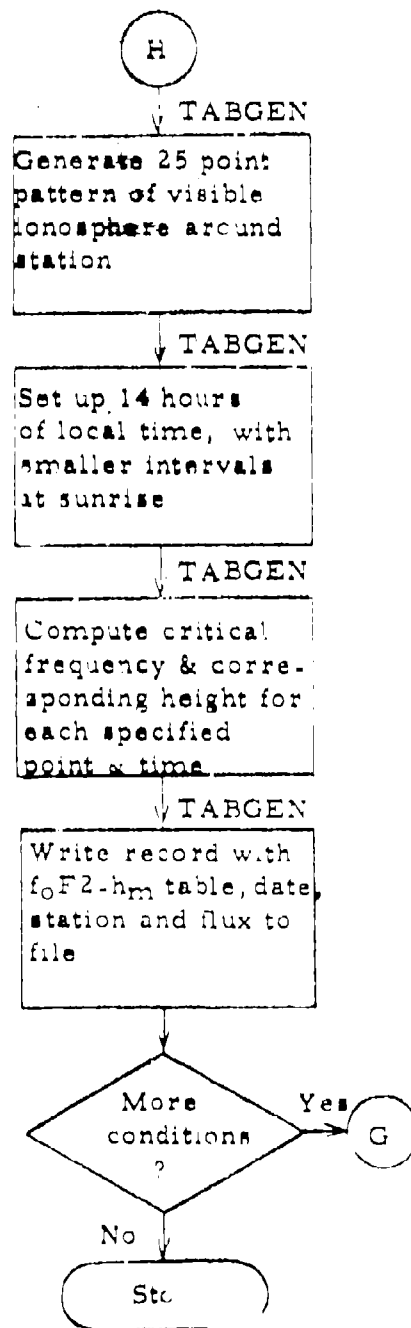 H
TABGEN
Generate 25 point
pattern of visible
ionosphere around
station
TABGEN
Set up 14 hours
of local time, with
smaller intervals
at sunrise
TABGEN
Compute critical
frequency & corre-
sponding height for
each specified
point & time
TABGEN
Write record with
foF2-hm table, date,
station and flux to
file
More
conditions
?
Yes
G
No